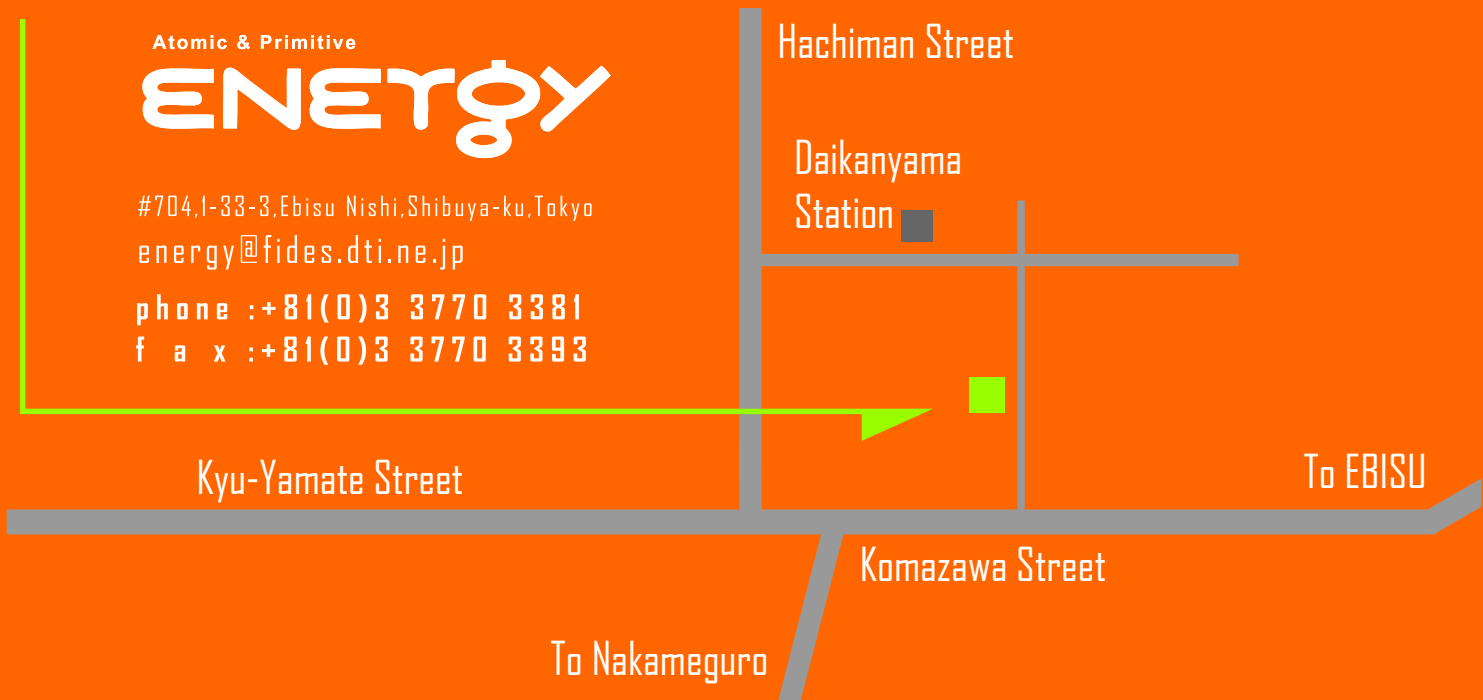 Atomic & Primitive
ENErgy
#704,1-33-3,Ebisu Nishi,Shibuya-ku,Tokyo
energy@fides.dti.ne.jp
phone :+81(0)3 3770 3381
fax :+81(0)3 3770 3393
Hachiman Street
Daikanyama
Station
Kyu-Yamate Street
To EBISU
Komazawa Street
To Nakameguro